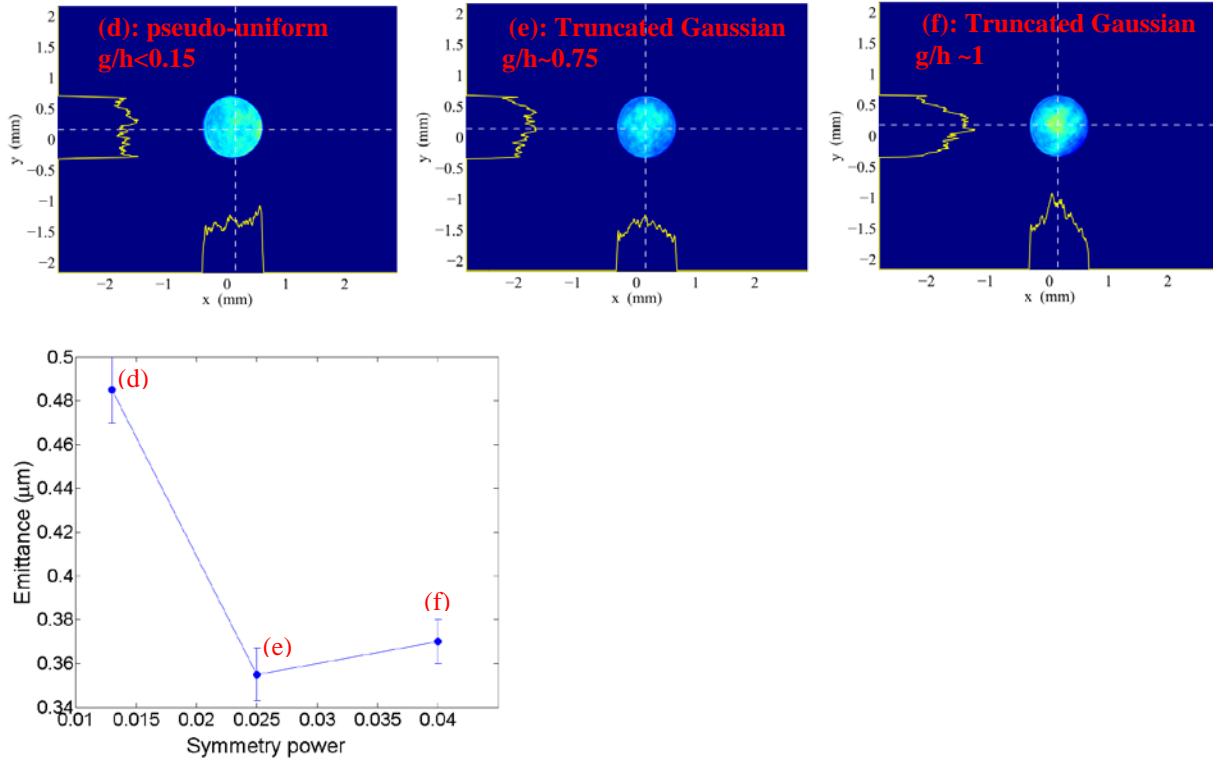 (d): pseudo-uniform
g/h<0.15
2
1.5
1
0.5
0
−0.5
−1
−1.5
−2
y (mm)
−2 −1 0 1 2
x (mm)
(e): Truncated Gaussian
g/h~0.75
2
1.5
1
0.5
0
−0.5
−1
−1.5
−2
y (mm)
−2 −1 0 1 2
x (mm)
(f): Truncated Gaussian
g/h ~1
2
1.5
1
0.5
0
−0.5
−1
−1.5
−2
y (mm)
−2 −1 0 1 2
x (mm)
0.5
0.48
0.46
0.44
0.42
0.4
0.38
0.36
0.34
Emittance (μm)
(d)
(e)
(f)
0.01 0.015 0.02 0.025 0.03 0.035 0.04
Symmetry power